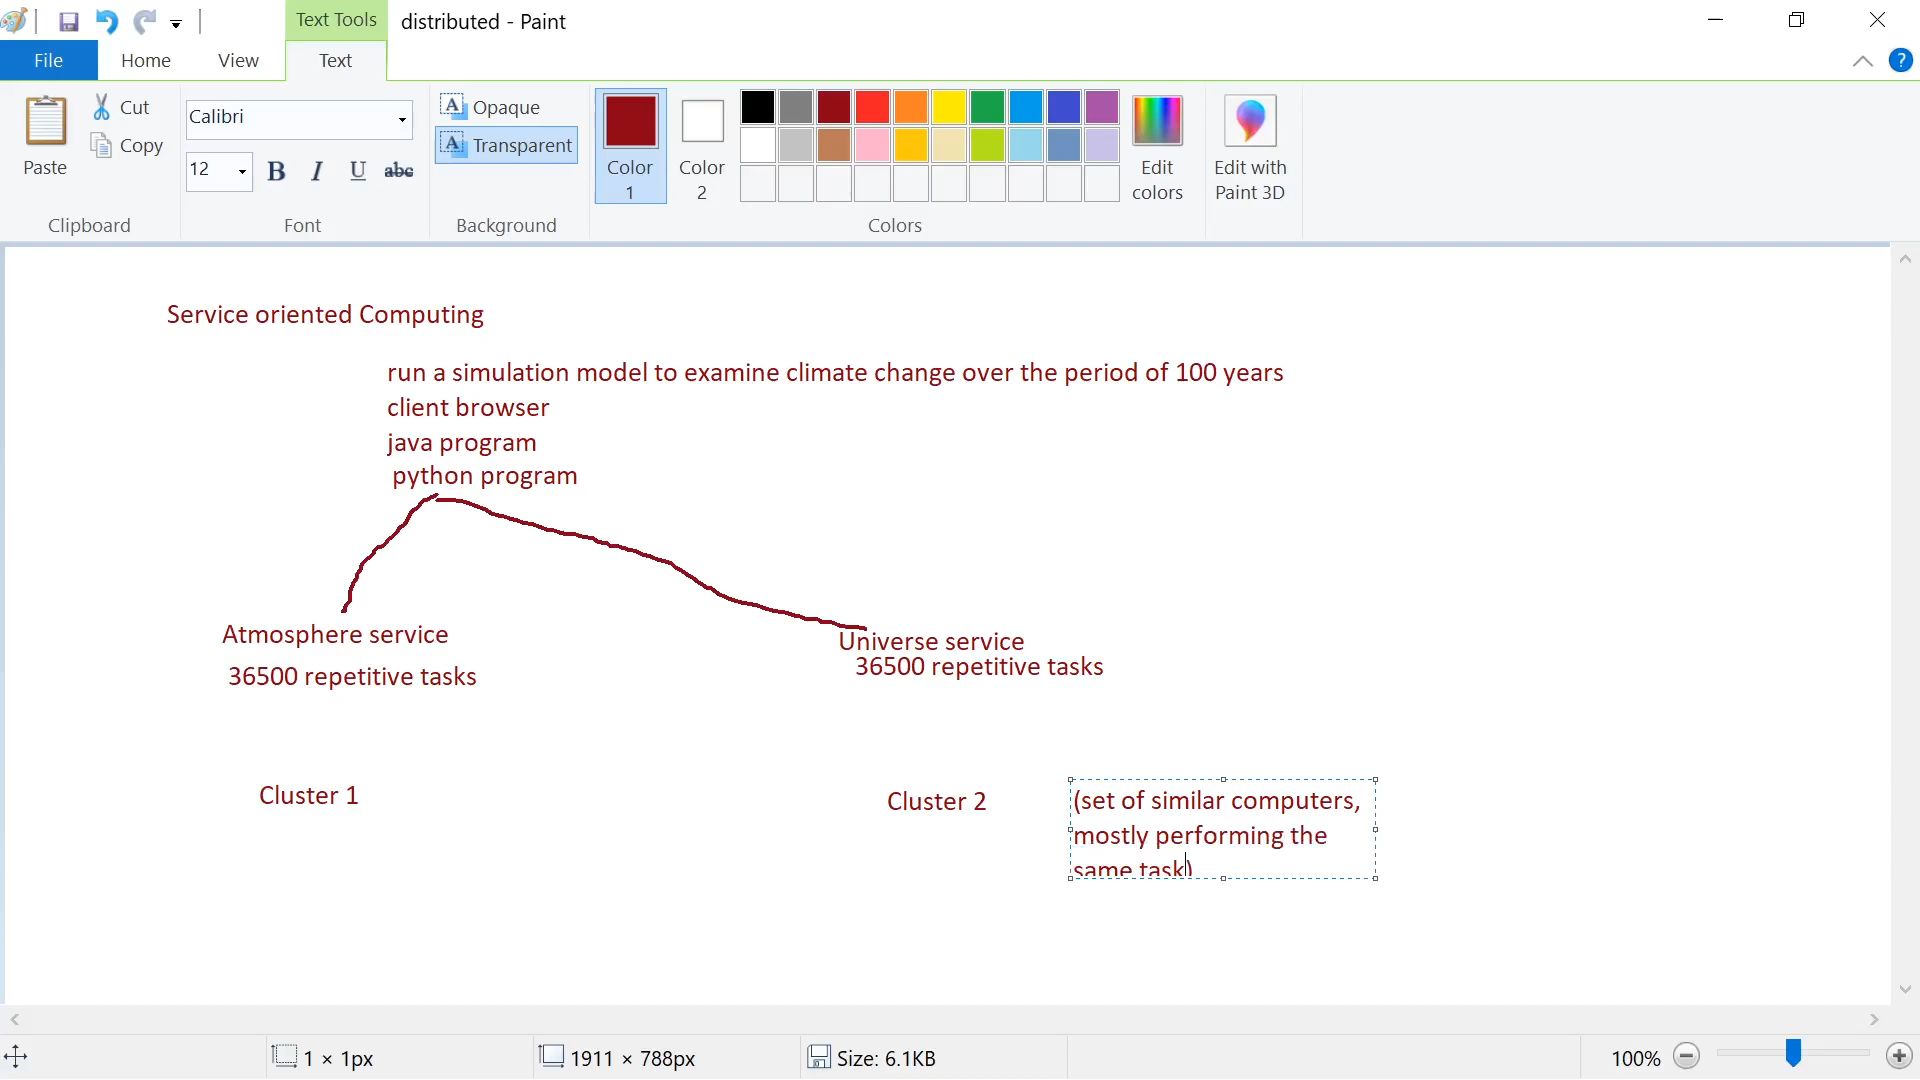 Text Tools
distributed - Paint
File
Home
View
Text
?
Paste
Cut
Copy
Clipboard
Calibri
12
B I U abc
Font
A Opaque
A Transparent
Background
Color 1
Color 2
Colors
Edit colors
Edit with Paint 3D
Service oriented Computing
run a simulation model to examine climate change over the period of 100 years
client browser
java program
python program
Atmosphere service
36500 repetitive tasks
Universe service
36500 repetitive tasks
Cluster 1
Cluster 2
(set of similar computers,
mostly performing the
same task)
1 × 1px
1911 × 788px
Size: 6.1KB
100%